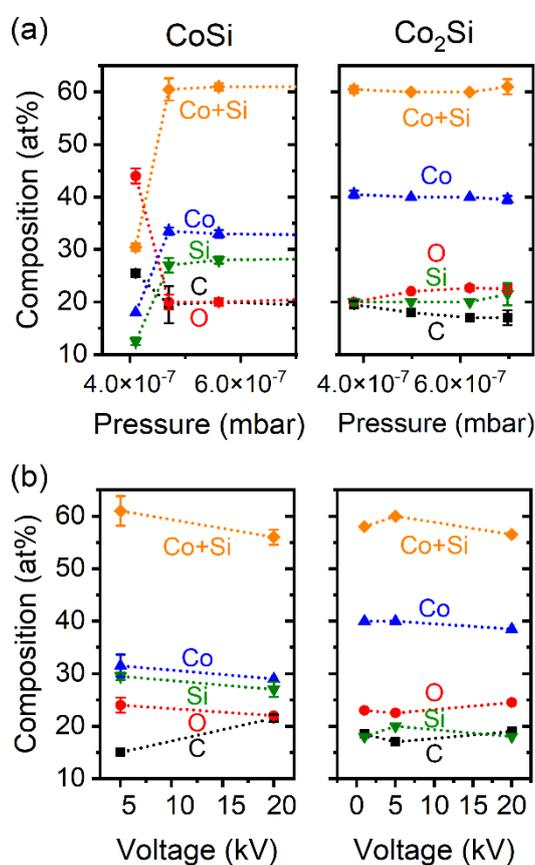 (a) CoSi Co₂Si
Composition (at%)
60
50
40
30
20
10
Co+Si
Co
Si
C
O
Co+Si
Co
O
Si
C
4.0×10⁻⁷ 6.0×10⁻⁷ 4.0×10⁻⁷ 6.0×10⁻⁷
Pressure (mbar) Pressure (mbar)
(b)
Composition (at%)
60
50
40
30
20
10
Co+Si
Co
Si
O
C
Co+Si
Co
O
Si
C
5 10 15 20 0 5 10 15 20
Voltage (kV) Voltage (kV)